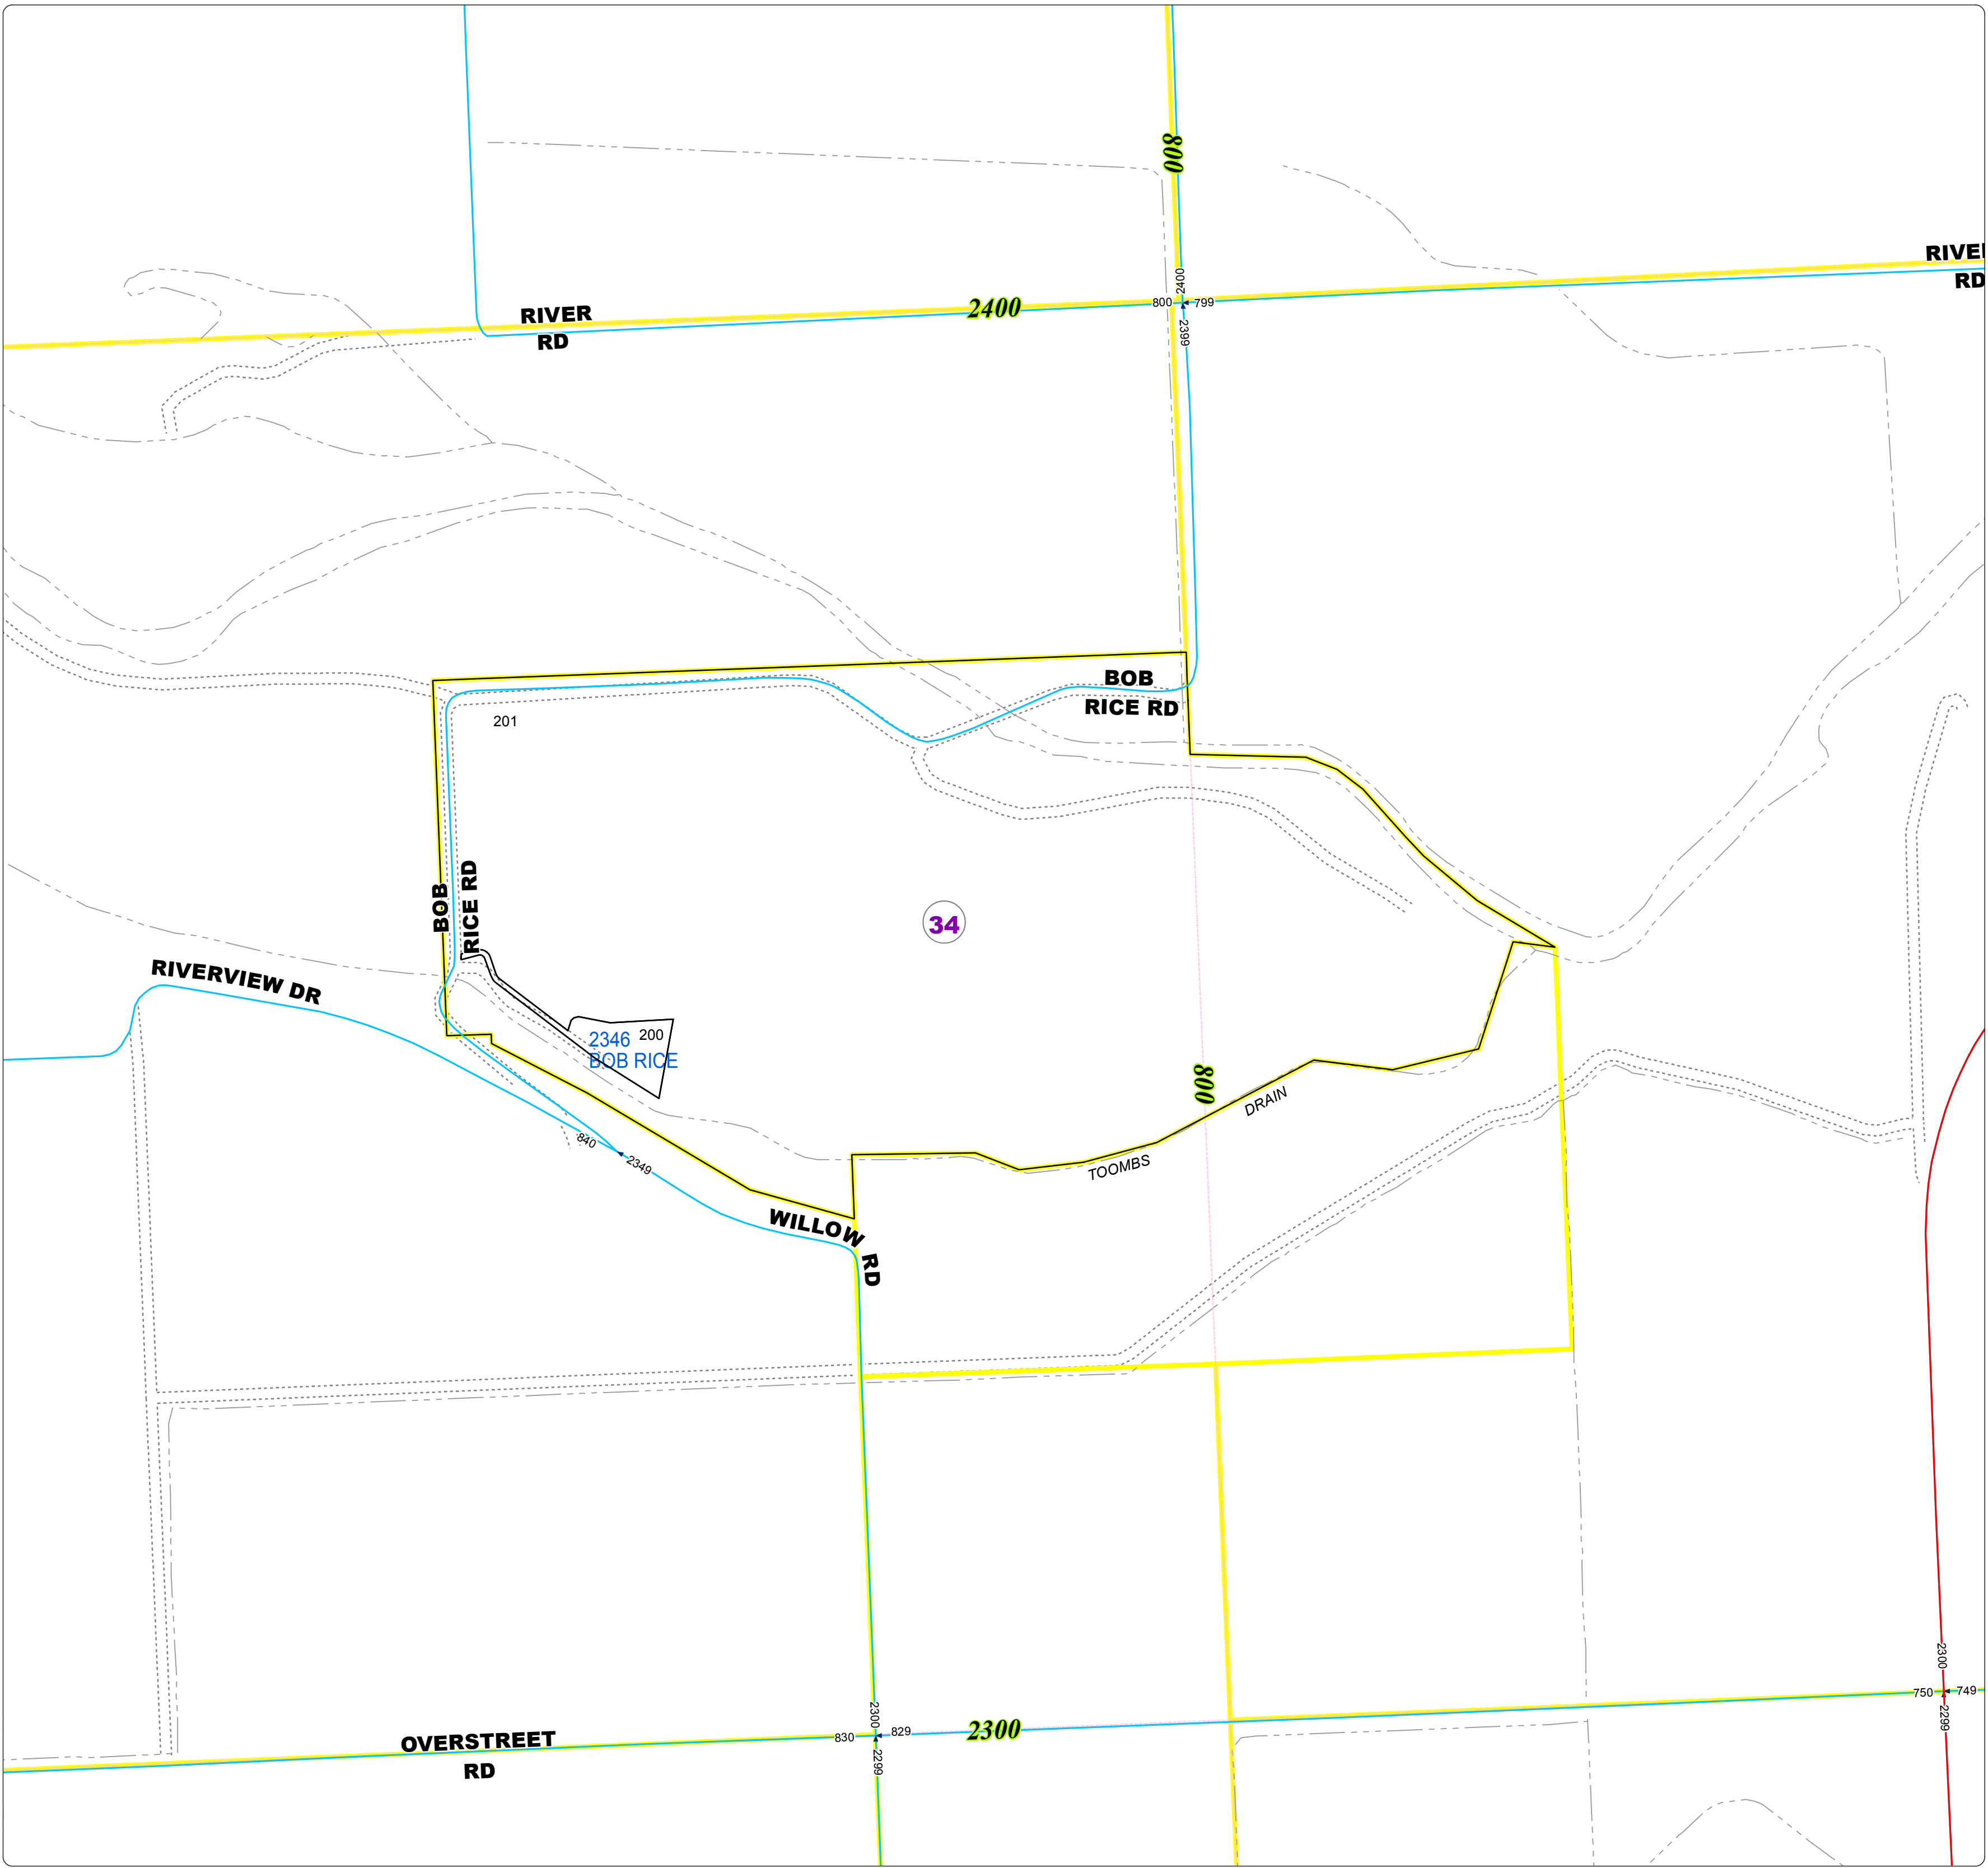 800
RIVER
RD
2400
2400
800
799
2399
RIVER
RD
BOB
RICE RD
201
BOB
RICE RD
34
RIVERVIEW DR
2346
BOB RICE
200
800
DRAIN
TOOMBS
840
2349
WILLOW
RD
2300
829
830
2299
2300
OVERSTREET
RD
2300
750
749
2299